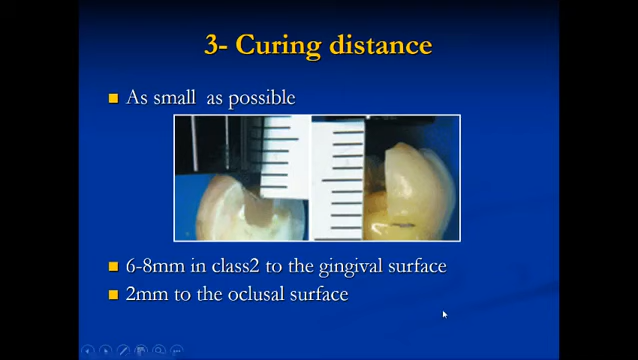 3- Curing distance
As small as possible
6-8mm in class2 to the gingival surface
2mm to the oclusal surface